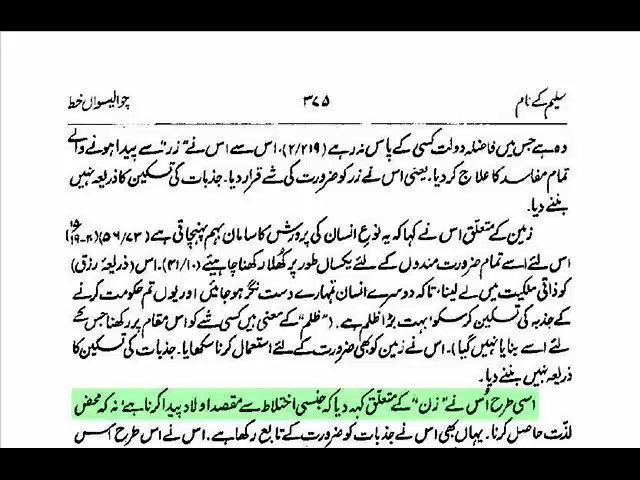 سلیم کے نام ۳۷۵ چوالیسواں خط
وہ ہے جس میں فاضلہ دولت کسی کے پاس نہ رہے (۲/۲۱۹)۔ اس سے اس نے "زر" سے پیدا ہونے والے
تمام مفاسد کا علاج کر دیا۔ یعنی اس نے زر کو ضرورت کی شے قرار دیا۔ جذبات کی تسکین کا ذریعہ نہیں
بننے دیا۔
زمین کے متعلق اس نے کہا کہ یہ نوعِ انسان کی پرورش کا سامان بہم پہنچاتی ہے (۵۶/۷۳)
اس لئے اسے تمام ضرورت مندوں کے لئے یکساں طور پر کھلا رکھنا چاہیئے (۴۱/۱۰)۔ اس (ذریعۂ رزق)
کو ذاتی ملکیت میں لے لینا، تاکہ دوسرے انسان تمہارے دست نگر ہو جائیں اور یوں تم حکومت کرنے
کے جذبہ کی تسکین کر سکو، بہت بڑا ظلم ہے۔ ("ظلم" کے معنی ہیں کسی شے کو اس مقام پر رکھنا جس کے
لئے اسے بنایا نہیں گیا)۔ اس نے زمین کو بھی ضرورت کے لئے استعمال کرنا سکھایا۔ جذبات کی تسکین کا
ذریعہ نہیں بننے دیا۔
اسی طرح اُس نے "زن" کے متعلق کہہ دیا کہ جنسی اختلاط سے مقصد اولاد پیدا کرنا ہے، نہ کہ محض
لذّت حاصل کرنا۔ یہاں بھی اس نے جذبات کو ضرورت کے تابع رکھا ہے۔ اس نے اس طرح اس